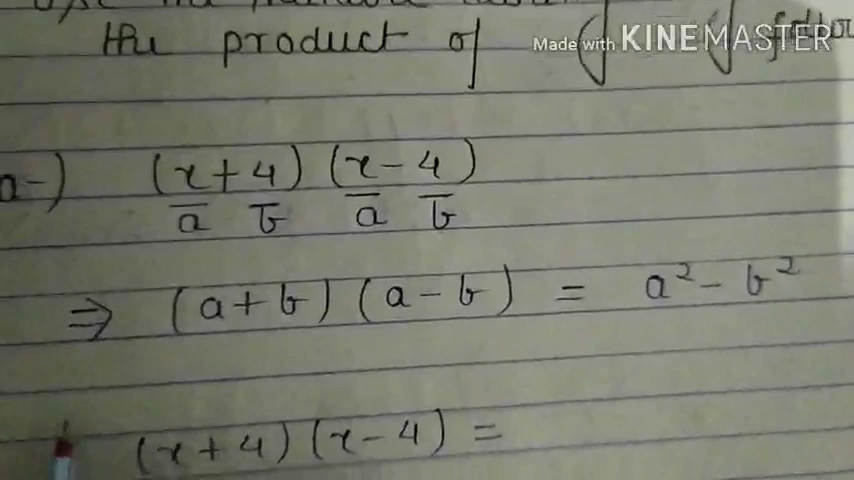 the product of
Made with KINEMASTER
a-) (x + 4) (x - 4)
a b a b
⇒ (a + b) (a - b) = a² - b²
(x + 4) (x - 4) =